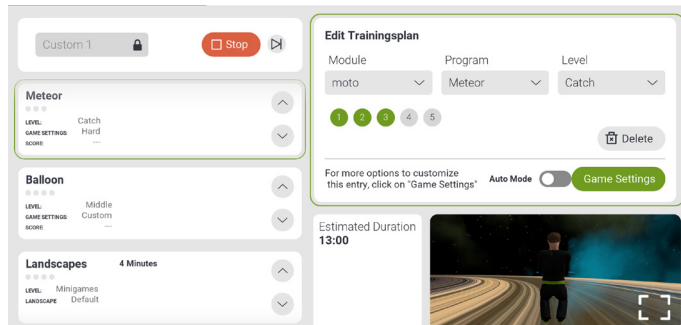 Custom 1
Stop
Meteor
LEVEL: Catch
GAME SETTINGS: Hard
SCORE: ---
Balloon
LEVEL: Middle
GAME SETTINGS: Custom
SCORE ---
Landscapes 4 Minutes
LEVEL: Minigames
LANDSCAPE Default
Edit Trainingsplan
Module Program Level
moto Meteor Catch
1 2 3 4 5
Delete
For more options to customize
this entry, click on "Game Settings"
Auto Mode
Game Settings
Estimated Duration
13:00